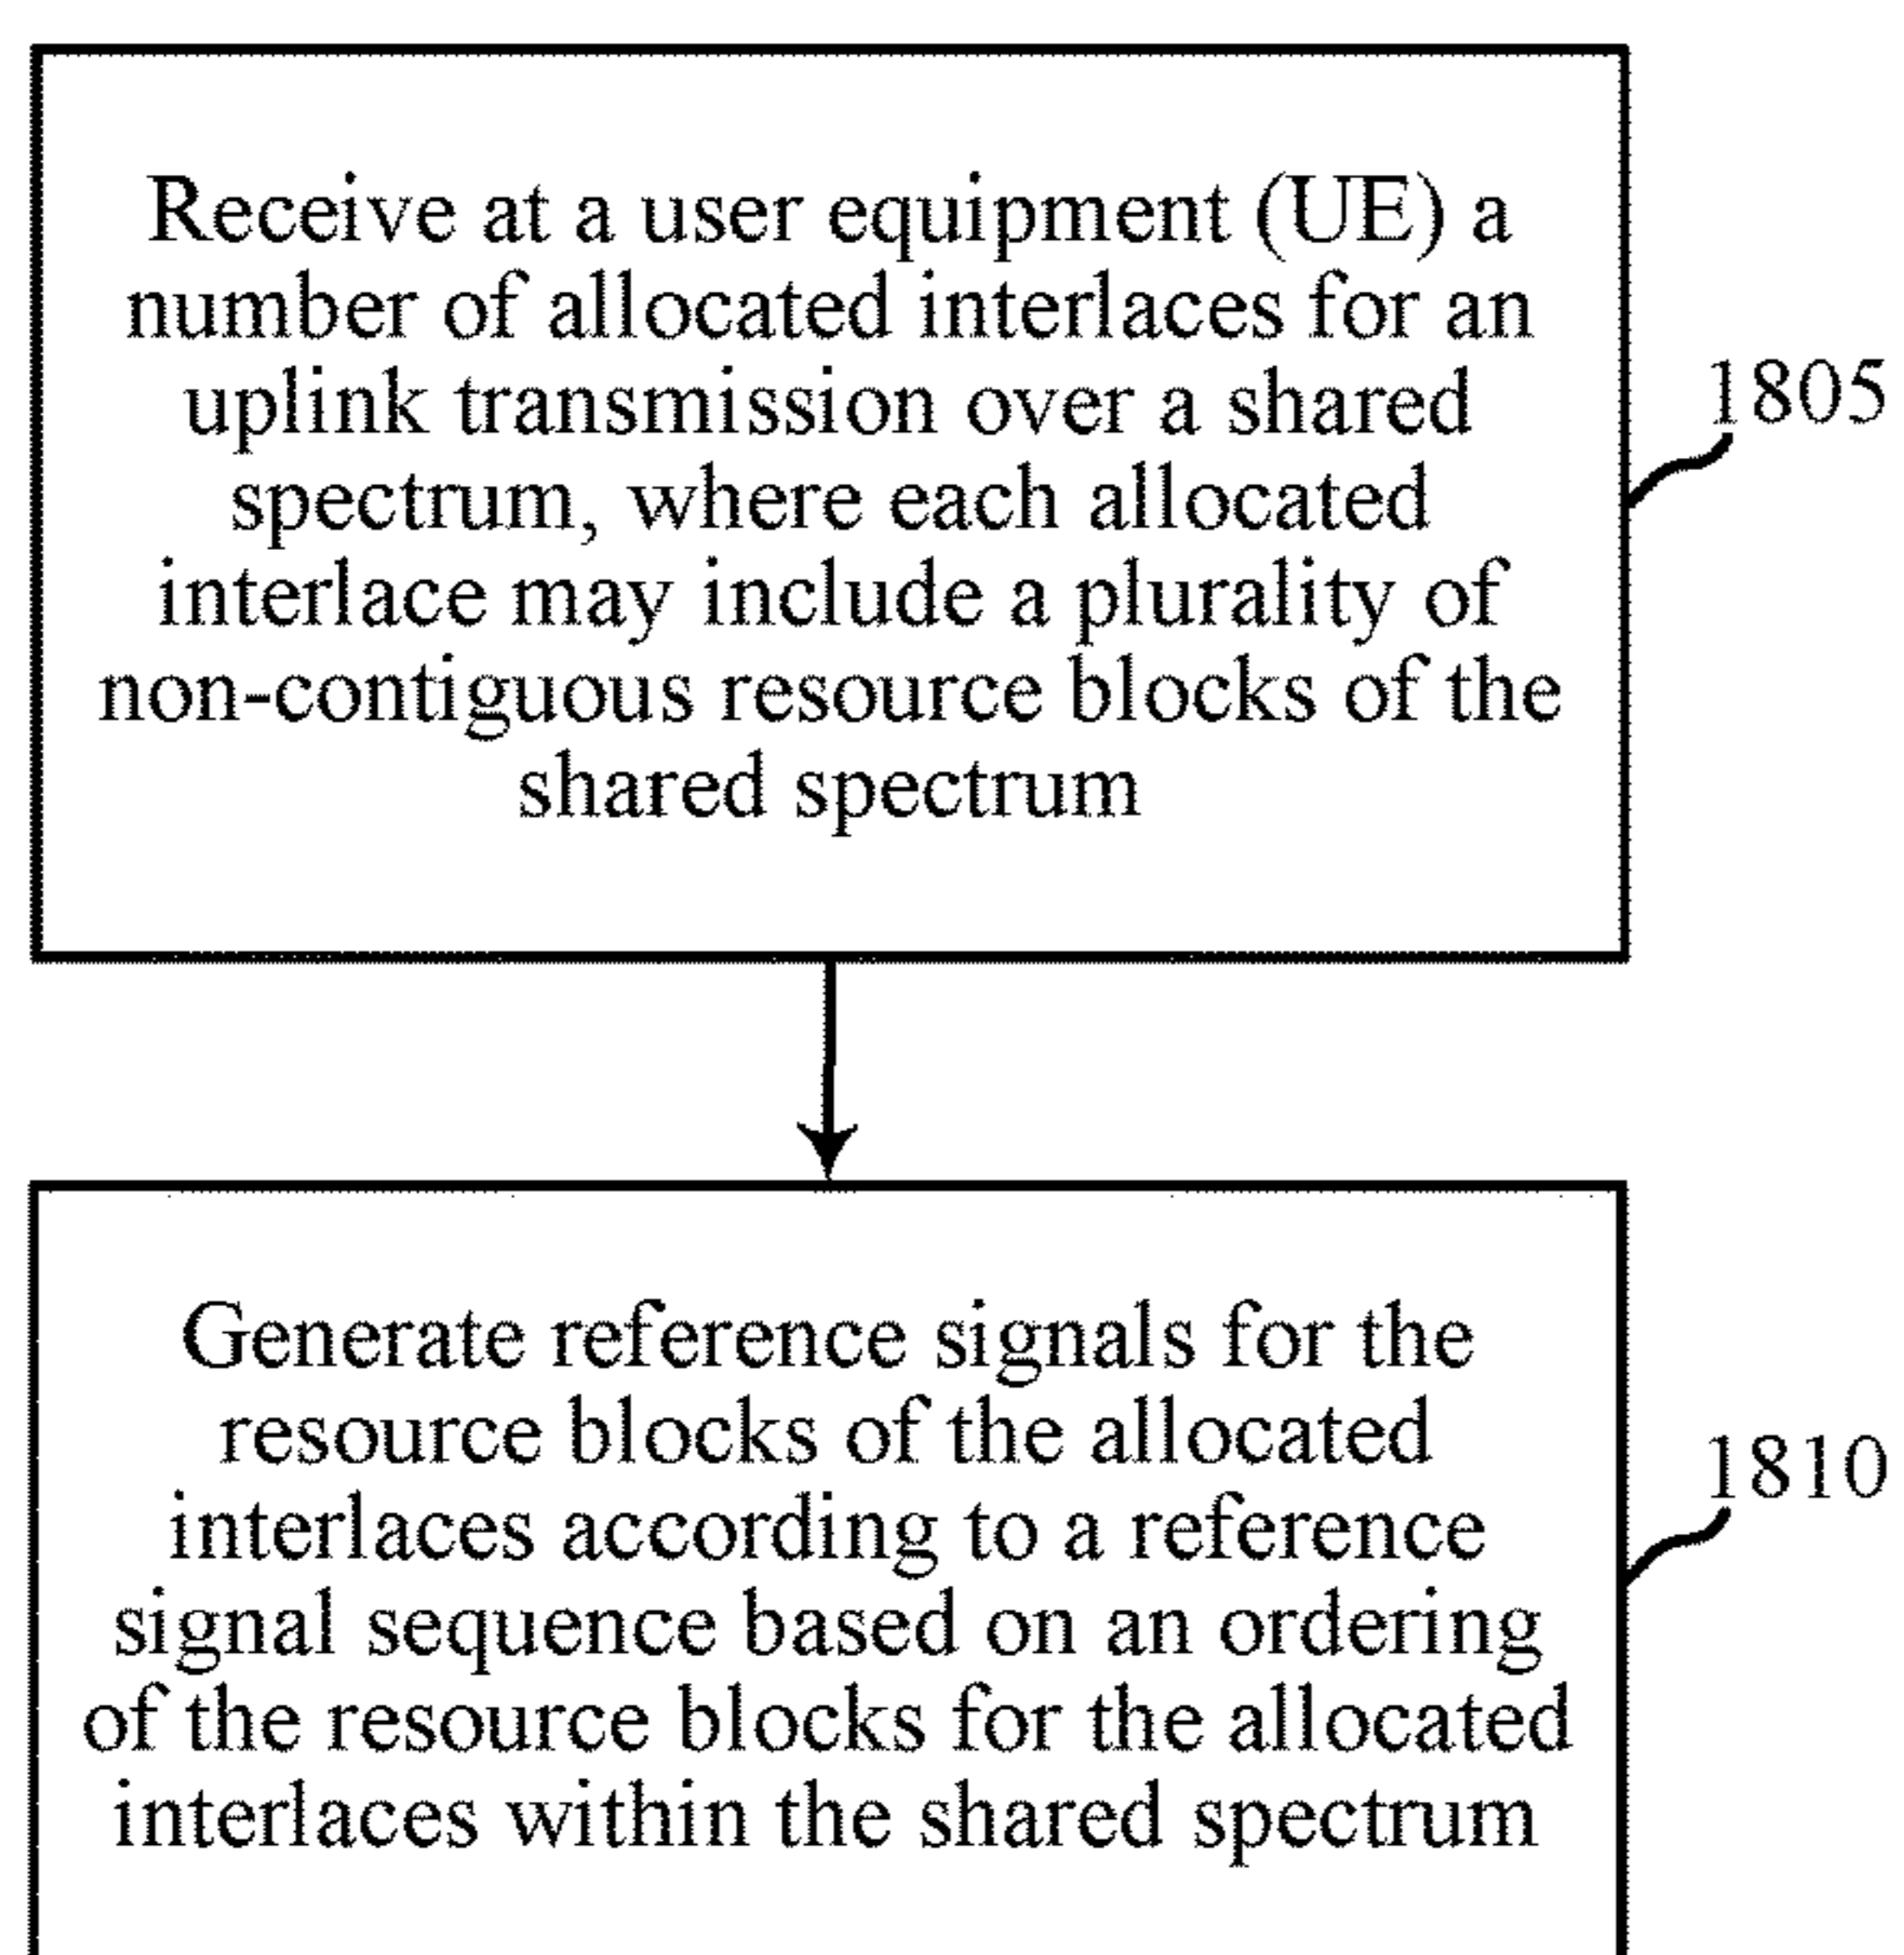 Receive at a user equipment (UE) a
number of allocated interlaces for an
uplink transmission over a shared
spectrum, where each allocated
interlace may include a plurality of
non-contiguous resource blocks of the
shared spectrum
1805
Generate reference signals for the
resource blocks of the allocated
interlaces according to a reference
signal sequence based on an ordering
of the resource blocks for the allocated
interlaces within the shared spectrum
1810